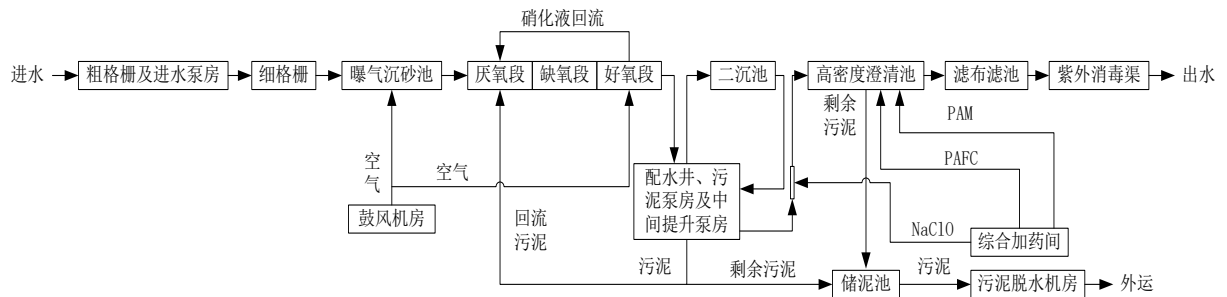 硝化液回流
进水
粗格栅及进水泵房
细格栅
曝气沉砂池
厌氧段
缺氧段
好氧段
二沉池
高密度澄清池
滤布滤池
紫外消毒渠
出水
剩余
污泥
PAM
PAFC
空
气
空气
配水井、污
泥泵房及中
间提升泵房
鼓风机房
回流
污泥
NaClO
综合加药间
污泥
剩余污泥
储泥池
污泥
污泥脱水机房
外运